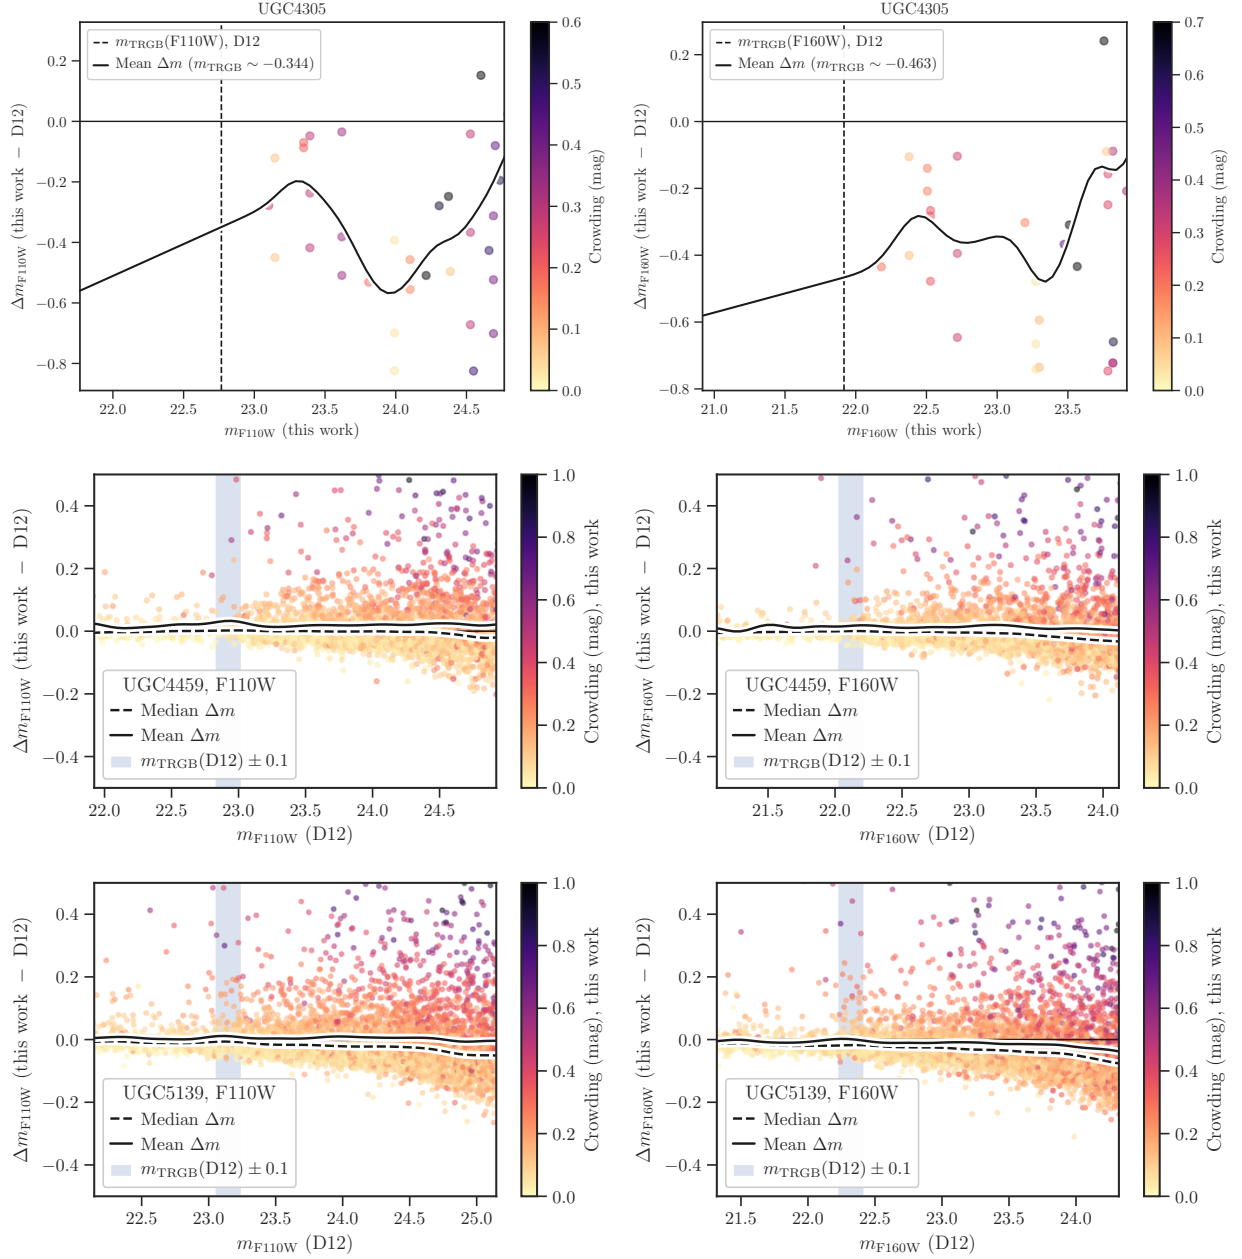 UGC4305
m_TRGB(F110W), D12
Mean Δm (m_TRGB ∼ −0.344)
0.2
0.0
−0.2
−0.4
−0.6
−0.8
Δm_F110W (this work − D12)
22.0 22.5 23.0 23.5 24.0 24.5
m_F110W (this work)
0.6
0.5
0.4
0.3
0.2
0.1
0.0
Crowding (mag)
UGC4305
m_TRGB(F160W), D12
Mean Δm (m_TRGB ∼ −0.463)
0.2
0.0
−0.2
−0.4
−0.6
−0.8
Δm_F160W (this work − D12)
21.0 21.5 22.0 22.5 23.0 23.5
m_F160W (this work)
0.7
0.6
0.5
0.4
0.3
0.2
0.1
0.0
Crowding (mag)
0.4
0.2
0.0
−0.2
−0.4
Δm_F110W (this work − D12)
UGC4459, F110W
Median Δm
Mean Δm
m_TRGB(D12) ± 0.1
22.0 22.5 23.0 23.5 24.0 24.5
m_F110W (D12)
1.0
0.8
0.6
0.4
0.2
0.0
Crowding (mag), this work
0.4
0.2
0.0
−0.2
−0.4
Δm_F160W (this work − D12)
UGC4459, F160W
Median Δm
Mean Δm
m_TRGB(D12) ± 0.1
21.5 22.0 22.5 23.0 23.5 24.0
m_F160W (D12)
1.0
0.8
0.6
0.4
0.2
0.0
Crowding (mag), this work
0.4
0.2
0.0
−0.2
−0.4
Δm_F110W (this work − D12)
UGC5139, F110W
Median Δm
Mean Δm
m_TRGB(D12) ± 0.1
22.5 23.0 23.5 24.0 24.5 25.0
m_F110W (D12)
1.0
0.8
0.6
0.4
0.2
0.0
Crowding (mag), this work
0.4
0.2
0.0
−0.2
−0.4
Δm_F160W (this work − D12)
UGC5139, F160W
Median Δm
Mean Δm
m_TRGB(D12) ± 0.1
21.5 22.0 22.5 23.0 23.5 24.0
m_F160W (D12)
1.0
0.8
0.6
0.4
0.2
0.0
Crowding (mag), this work